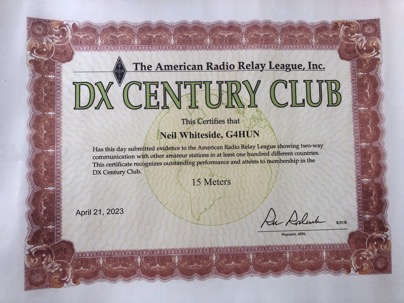 The American Radio Relay League, Inc.
DX CENTURY CLUB
This Certifies that
Neil Whiteside, G4HUN
Has this day submitted evidence to the American Radio Relay League showing two-way
communication with other amateur stations in at least one hundred different countries.
This certificate recognizes outstanding performance and attests to membership in the
DX Century Club.
15 Meters
April 21, 2023
President, ARRL